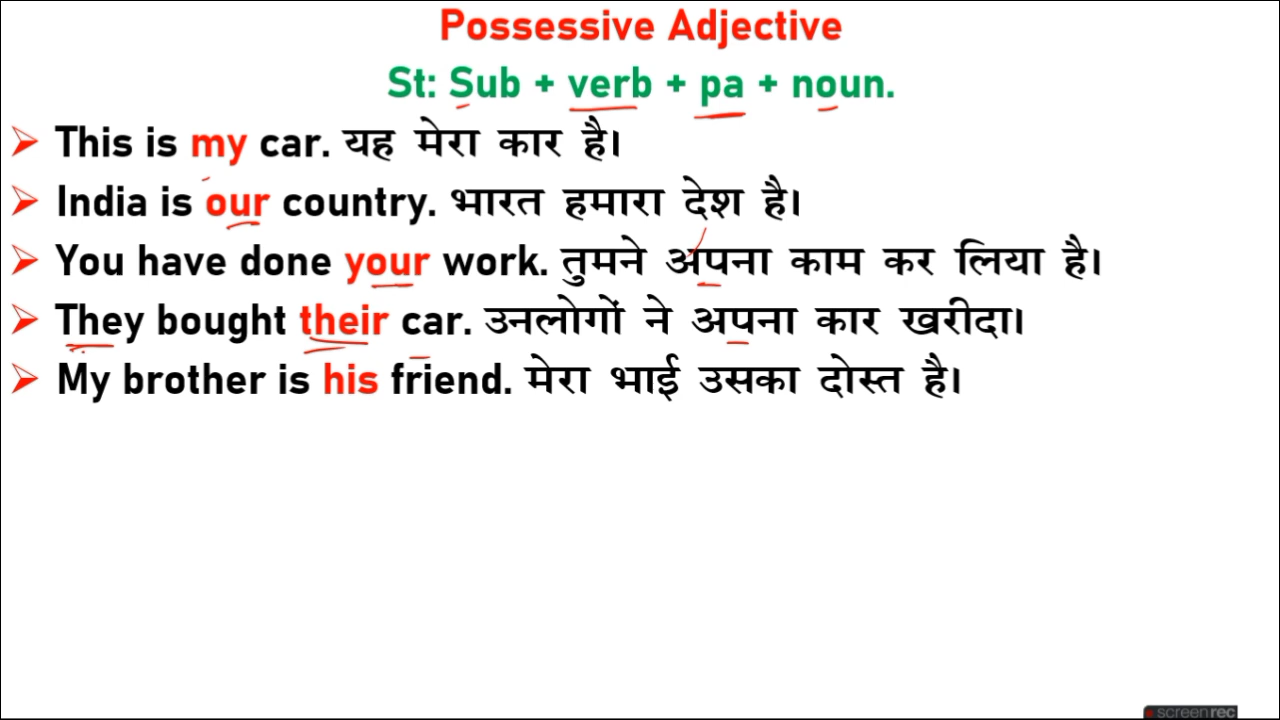 Possessive Adjective
St: Sub + verb + pa + noun.
➢ This is my car. यह मेरा कार है।
➢ India is our country. भारत हमारा देश है।
➢ You have done your work. तुमने अपना काम कर लिया है।
➢ They bought their car. उनलोगों ने अपना कार खरीदा।
➢ My brother is his friend. मेरा भाई उसका दोस्त है।
screenrec